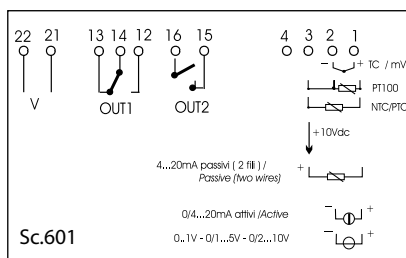 22 21 13 14 12 16 15 4 3 2 1
− + TC / mV
PT100
NTC/PTC
V OUT1 OUT2
+10Vdc
4...20mA passivi ( 2 fili ) / +
Passive (two wires)
0/4...20mA attivi /Active − +
0..1V - 0/1...5V - 0/2...10V − +
Sc.601